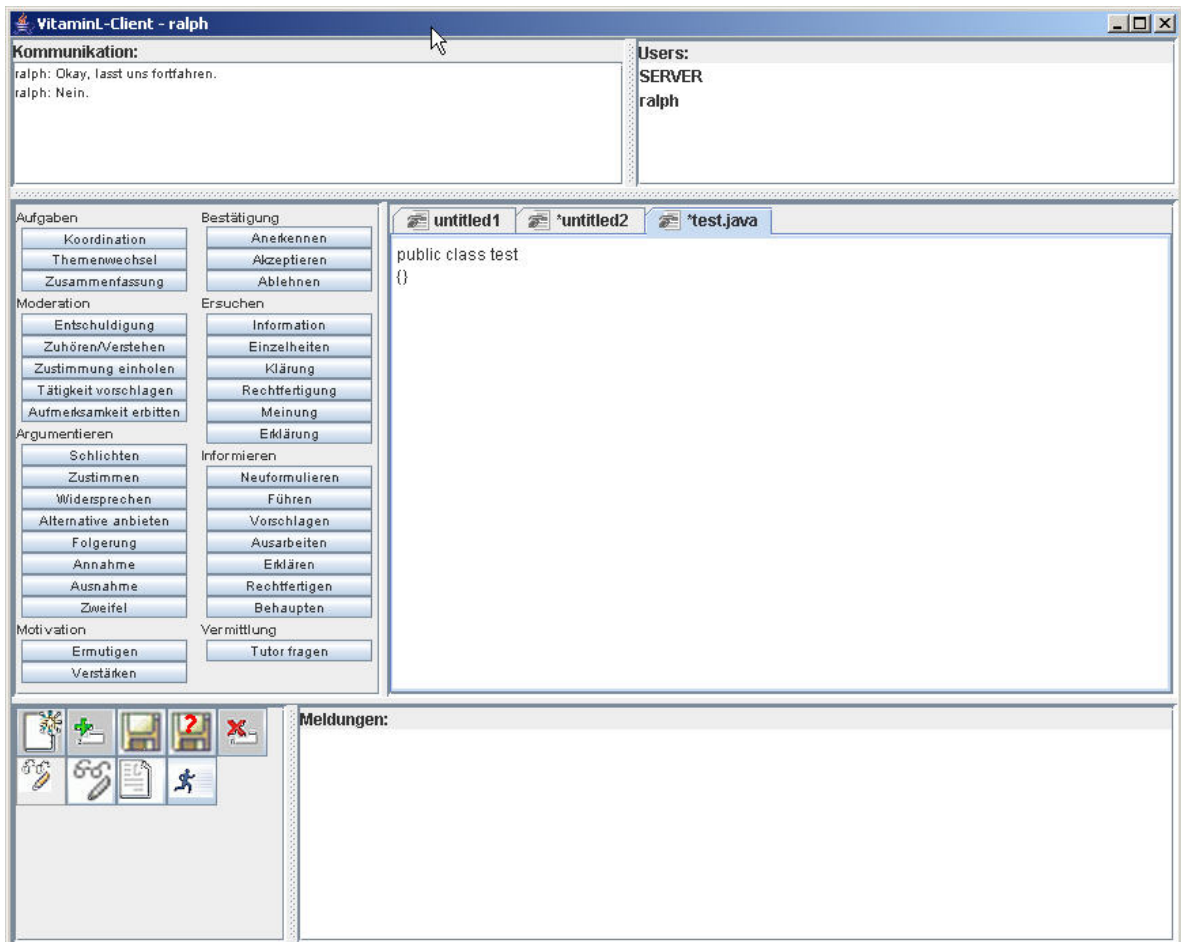 VitaminL-Client - ralph
Kommunikation:
ralph: Okay, lasst uns fortfahren.
ralph: Nein.
Users:
SERVER
ralph
Aufgaben
Koordination
Themenwechsel
Zusammenfassung
Moderation
Entschuldigung
Zuhören/Verstehen
Zustimmung einholen
Tätigkeit vorschlagen
Aufmerksamkeit erbitten
Argumentieren
Schlichten
Zustimmen
Widersprechen
Alternative anbieten
Folgerung
Annahme
Ausnahme
Zweifel
Motivation
Ermutigen
Verstärken
Bestätigung
Anerkennen
Akzeptieren
Ablehnen
Ersuchen
Information
Einzelheiten
Klärung
Rechtfertigung
Meinung
Erklärung
Informieren
Neuformulieren
Führen
Vorschlagen
Ausarbeiten
Erklären
Rechtfertigen
Behaupten
Vermittlung
Tutor fragen
untitled1 *untitled2 *test.java
public class test
{}
Meldungen: